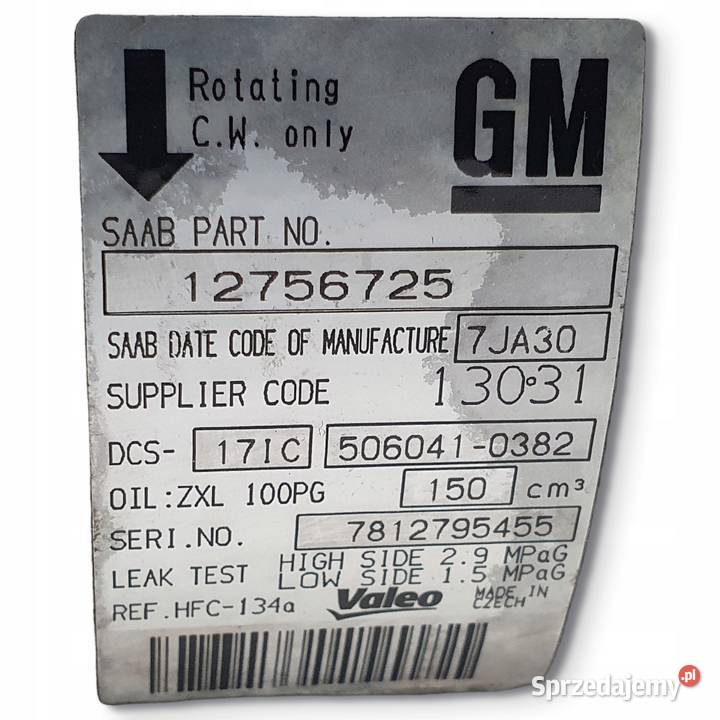 Rotating
C.W. only
GM
SAAB PART NO.
12756725
SAAB DATE CODE OF MANUFACTURE 7JA30
SUPPLIER CODE 13031
DCS- 17IC 506041-0382
OIL:ZXL 100PG 150 cm³
SERI.NO. 7812795455
LEAK TEST HIGH SIDE 2.9 MPaG
LOW SIDE 1.5 MPaG
REF.HFC-134a Valeo MADE IN CZECH
Sprzedajemy.pl